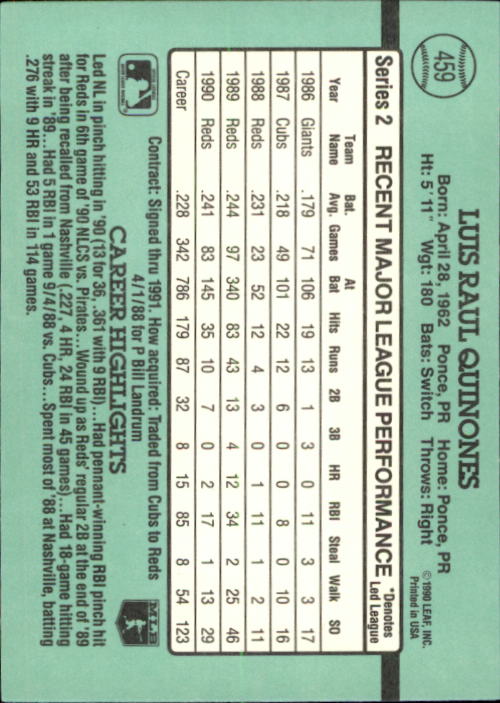 459
LUIS RAUL QUINONES
Born: April 28, 1962 Ponce, PR Home: Ponce, PR
Ht: 5' 11" Wgt: 180 Bats: Switch Throws: Right
© 1990 LEAF, INC.
Printed in USA
Series 2 RECENT MAJOR LEAGUE PERFORMANCE *Denotes Led League
Year Team Name Bat. Avg. Games At Bat Hits Runs 2B 3B HR RBI Steal Walk SO
1986 Giants .179 71 106 19 13 1 3 0 11 3 3 17
1987 Cubs .218 49 101 22 12 6 0 0 8 0 10 16
1988 Reds .231 23 52 12 4 3 0 1 11 1 2 11
1989 Reds .244 97 340 83 43 13 4 12 34 2 25 46
1990 Reds .241 83 145 35 10 7 0 2 17 1 13 29
Career .228 342 786 179 87 32 8 15 85 8 54 123
Contract: Signed thru 1991. How acquired: Traded from Cubs to Reds
4/1/88 for P Bill Landrum
MLB
CAREER HIGHLIGHTS
Led NL in pinch hitting in '90 (13 for 36, .361 with 9 RBI)....Had pennant-winning RBI pinch hit
for Reds in 6th game of '90 NLCS vs. Pirates....Wound up as Reds' regular 2B at the end of '89
after being recalled from Nashville (.227, 4 HR, 24 RBI in 45 games)....Had 18-game hitting
streak in '89...Had 5 RBI in 1 game 9/4/88 vs. Cubs....Spent most of '88 at Nashville, batting
.276 with 9 HR and 53 RBI in 114 games.